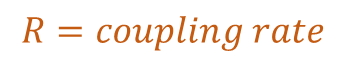 R = coupling rate